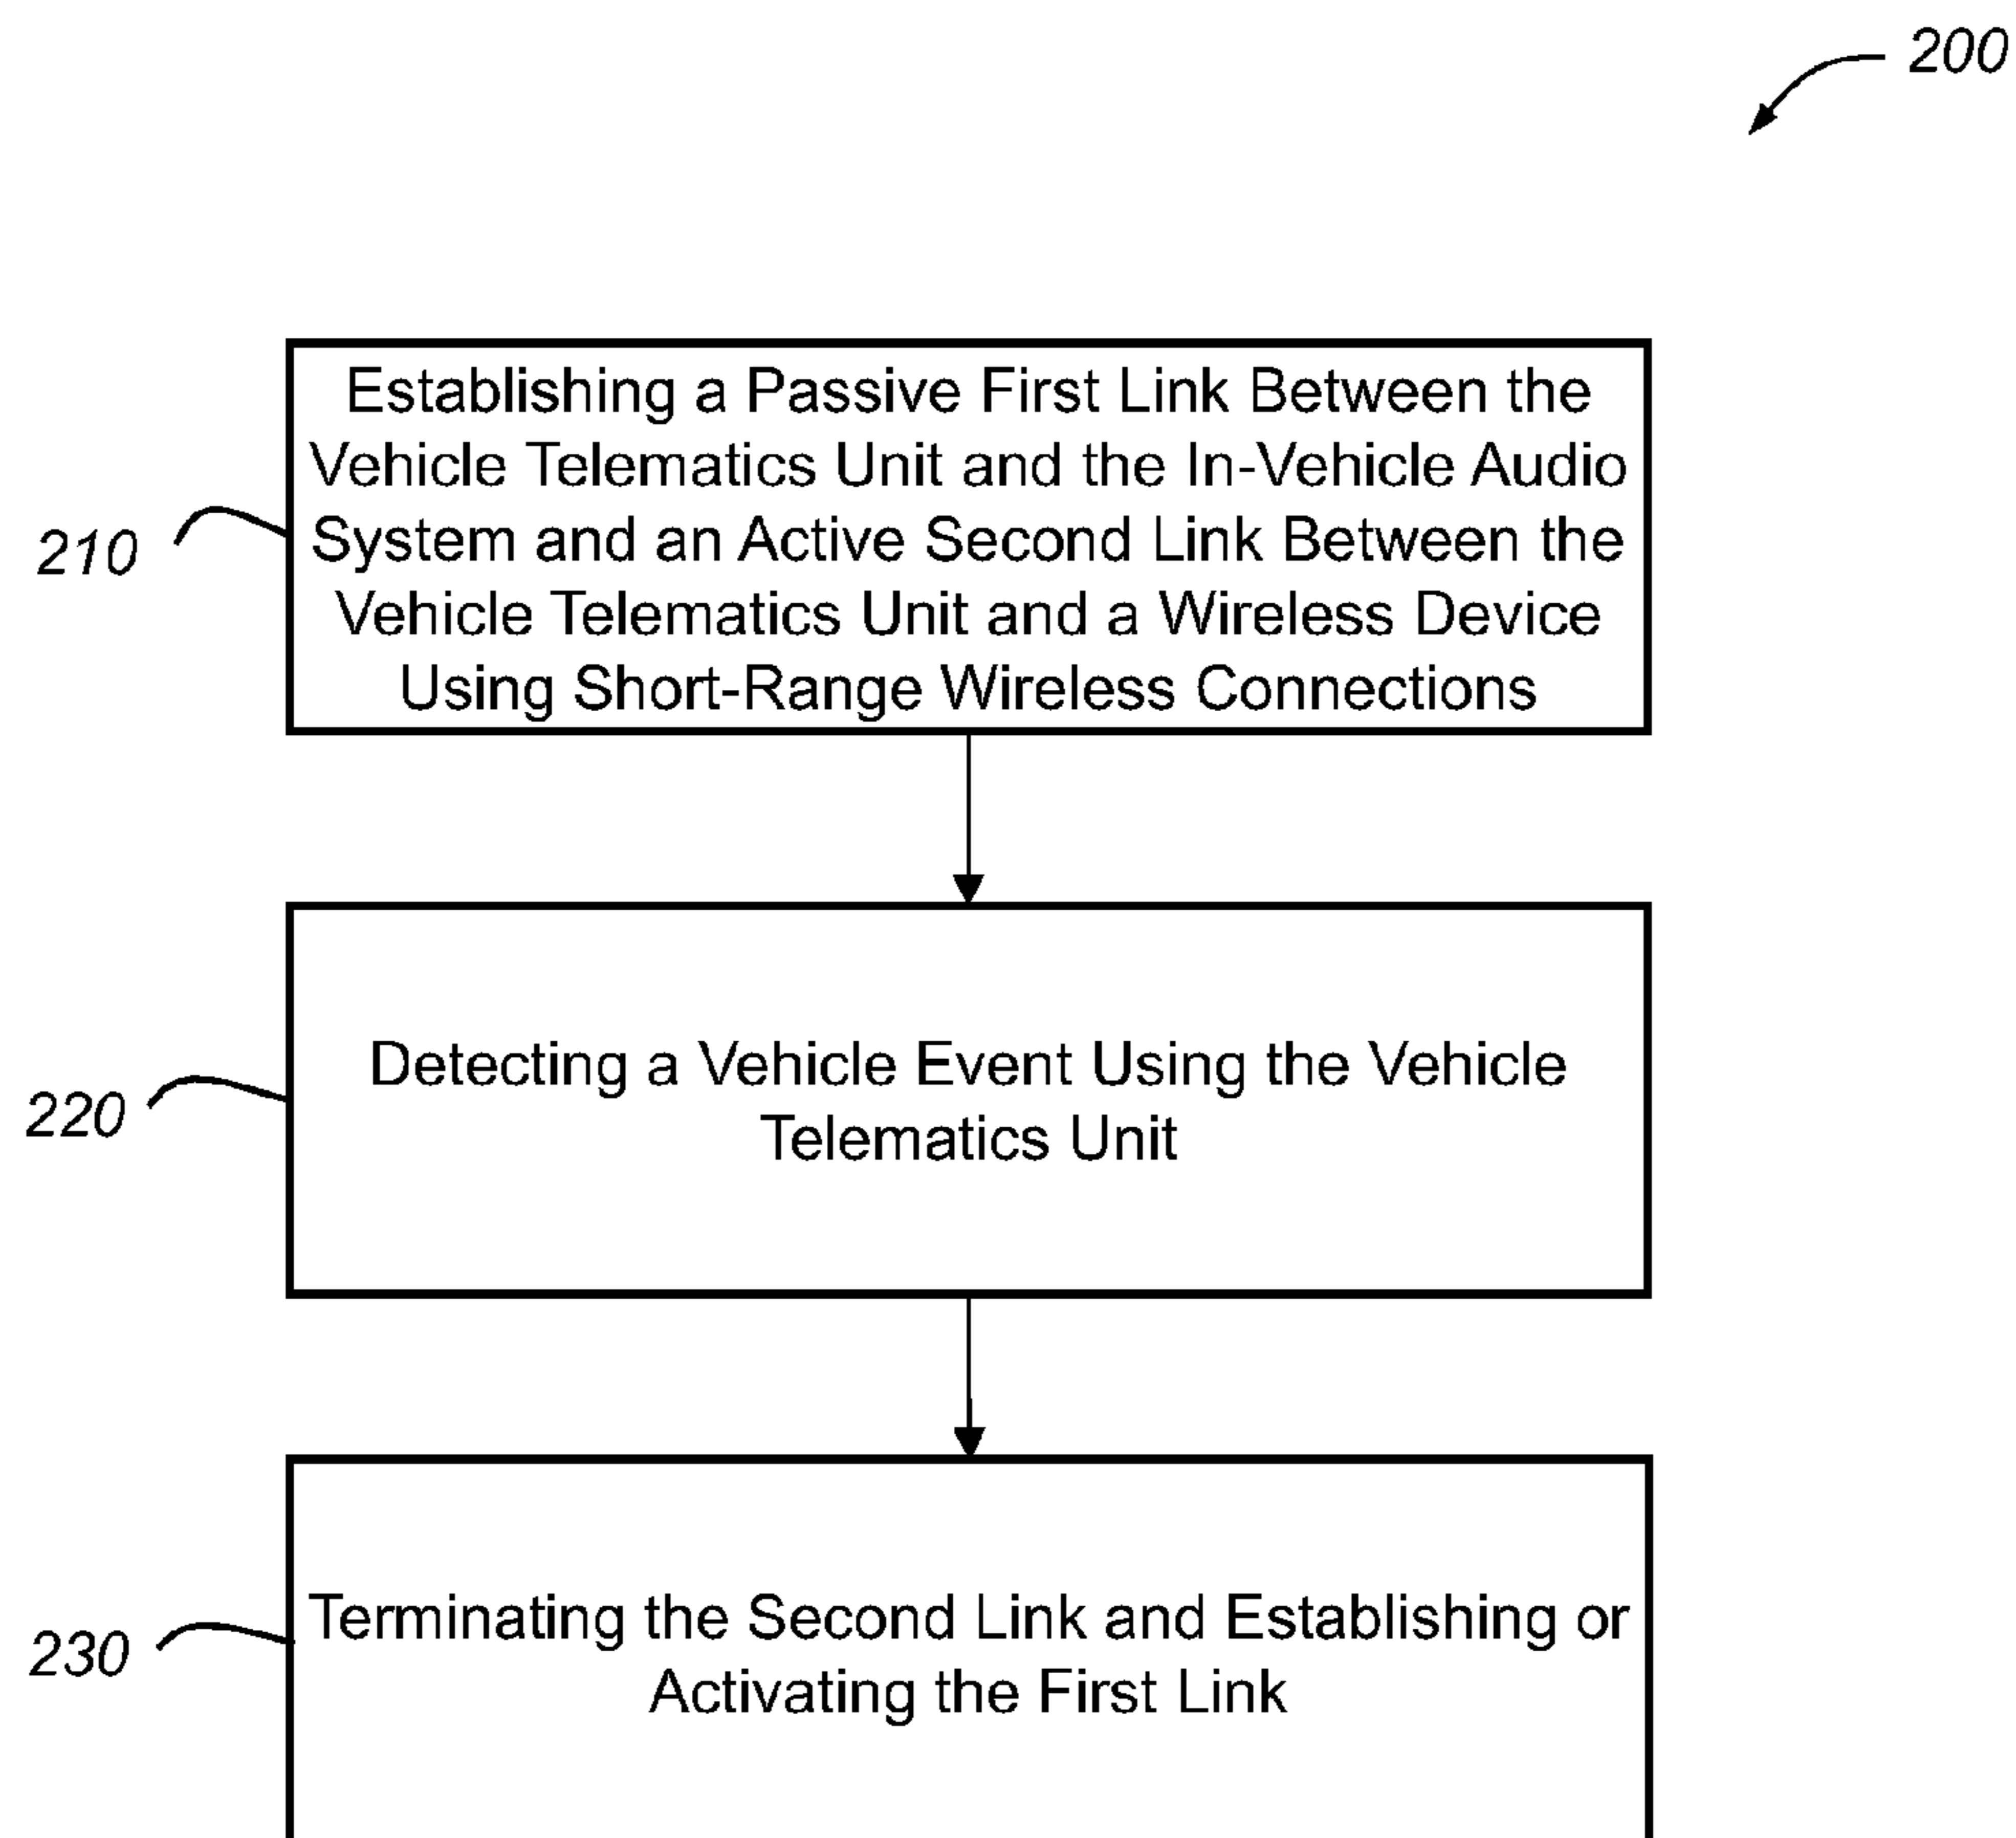 200
Establishing a Passive First Link Between the
Vehicle Telematics Unit and the In-Vehicle Audio
System and an Active Second Link Between the
Vehicle Telematics Unit and a Wireless Device
Using Short-Range Wireless Connections
210
Detecting a Vehicle Event Using the Vehicle
Telematics Unit
220
Terminating the Second Link and Establishing or
Activating the First Link
230